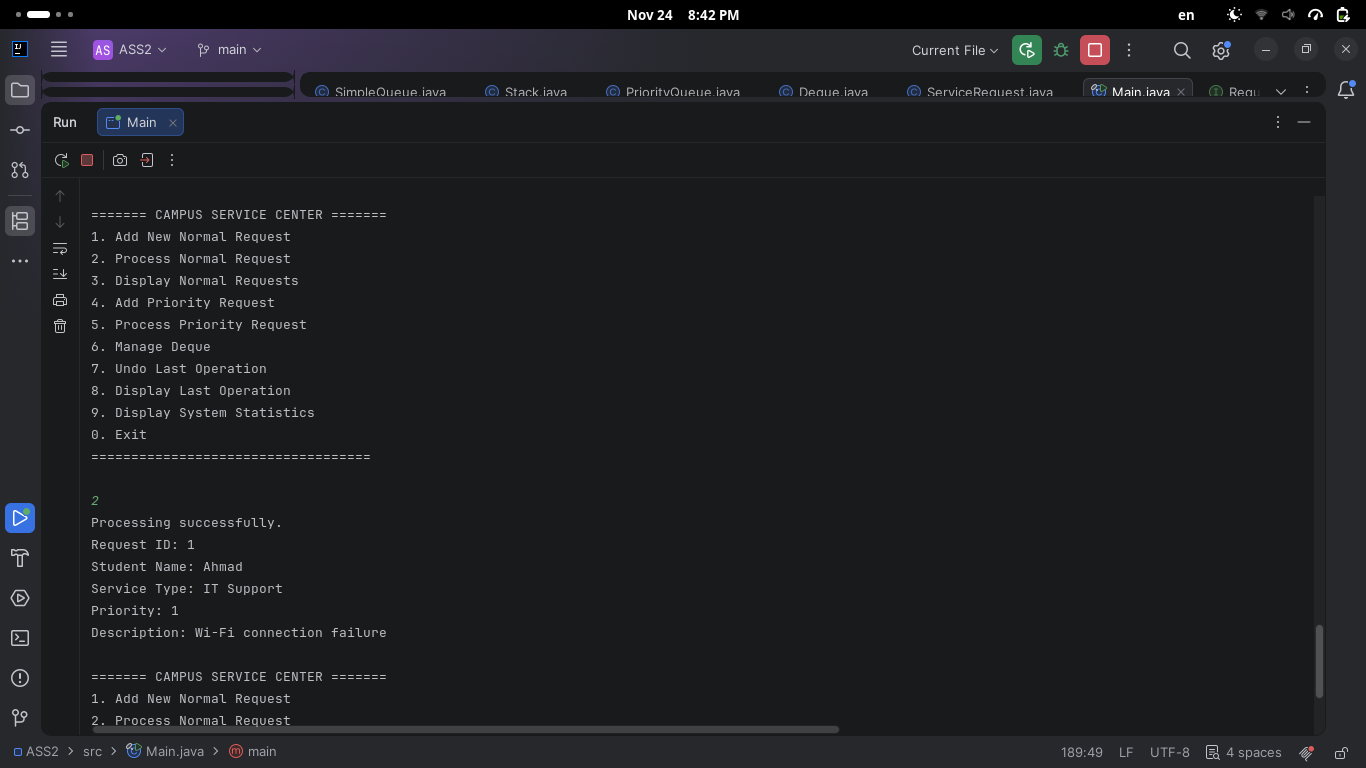 Nov 24 8:42 PM
en
AS ASS2
main
Current File
SimpleQueue.java
Stack.java
PriorityQueue.java
Deque.java
ServiceRequest.java
Main.java
Requ
Run
Main
======= CAMPUS SERVICE CENTER =======
1. Add New Normal Request
2. Process Normal Request
3. Display Normal Requests
4. Add Priority Request
5. Process Priority Request
6. Manage Deque
7. Undo Last Operation
8. Display Last Operation
9. Display System Statistics
0. Exit
===================================
2
Processing successfully.
Request ID: 1
Student Name: Ahmad
Service Type: IT Support
Priority: 1
Description: Wi-Fi connection failure
======= CAMPUS SERVICE CENTER =======
1. Add New Normal Request
2. Process Normal Request
ASS2 > src > Main.java > main
189:49 LF UTF-8 4 spaces